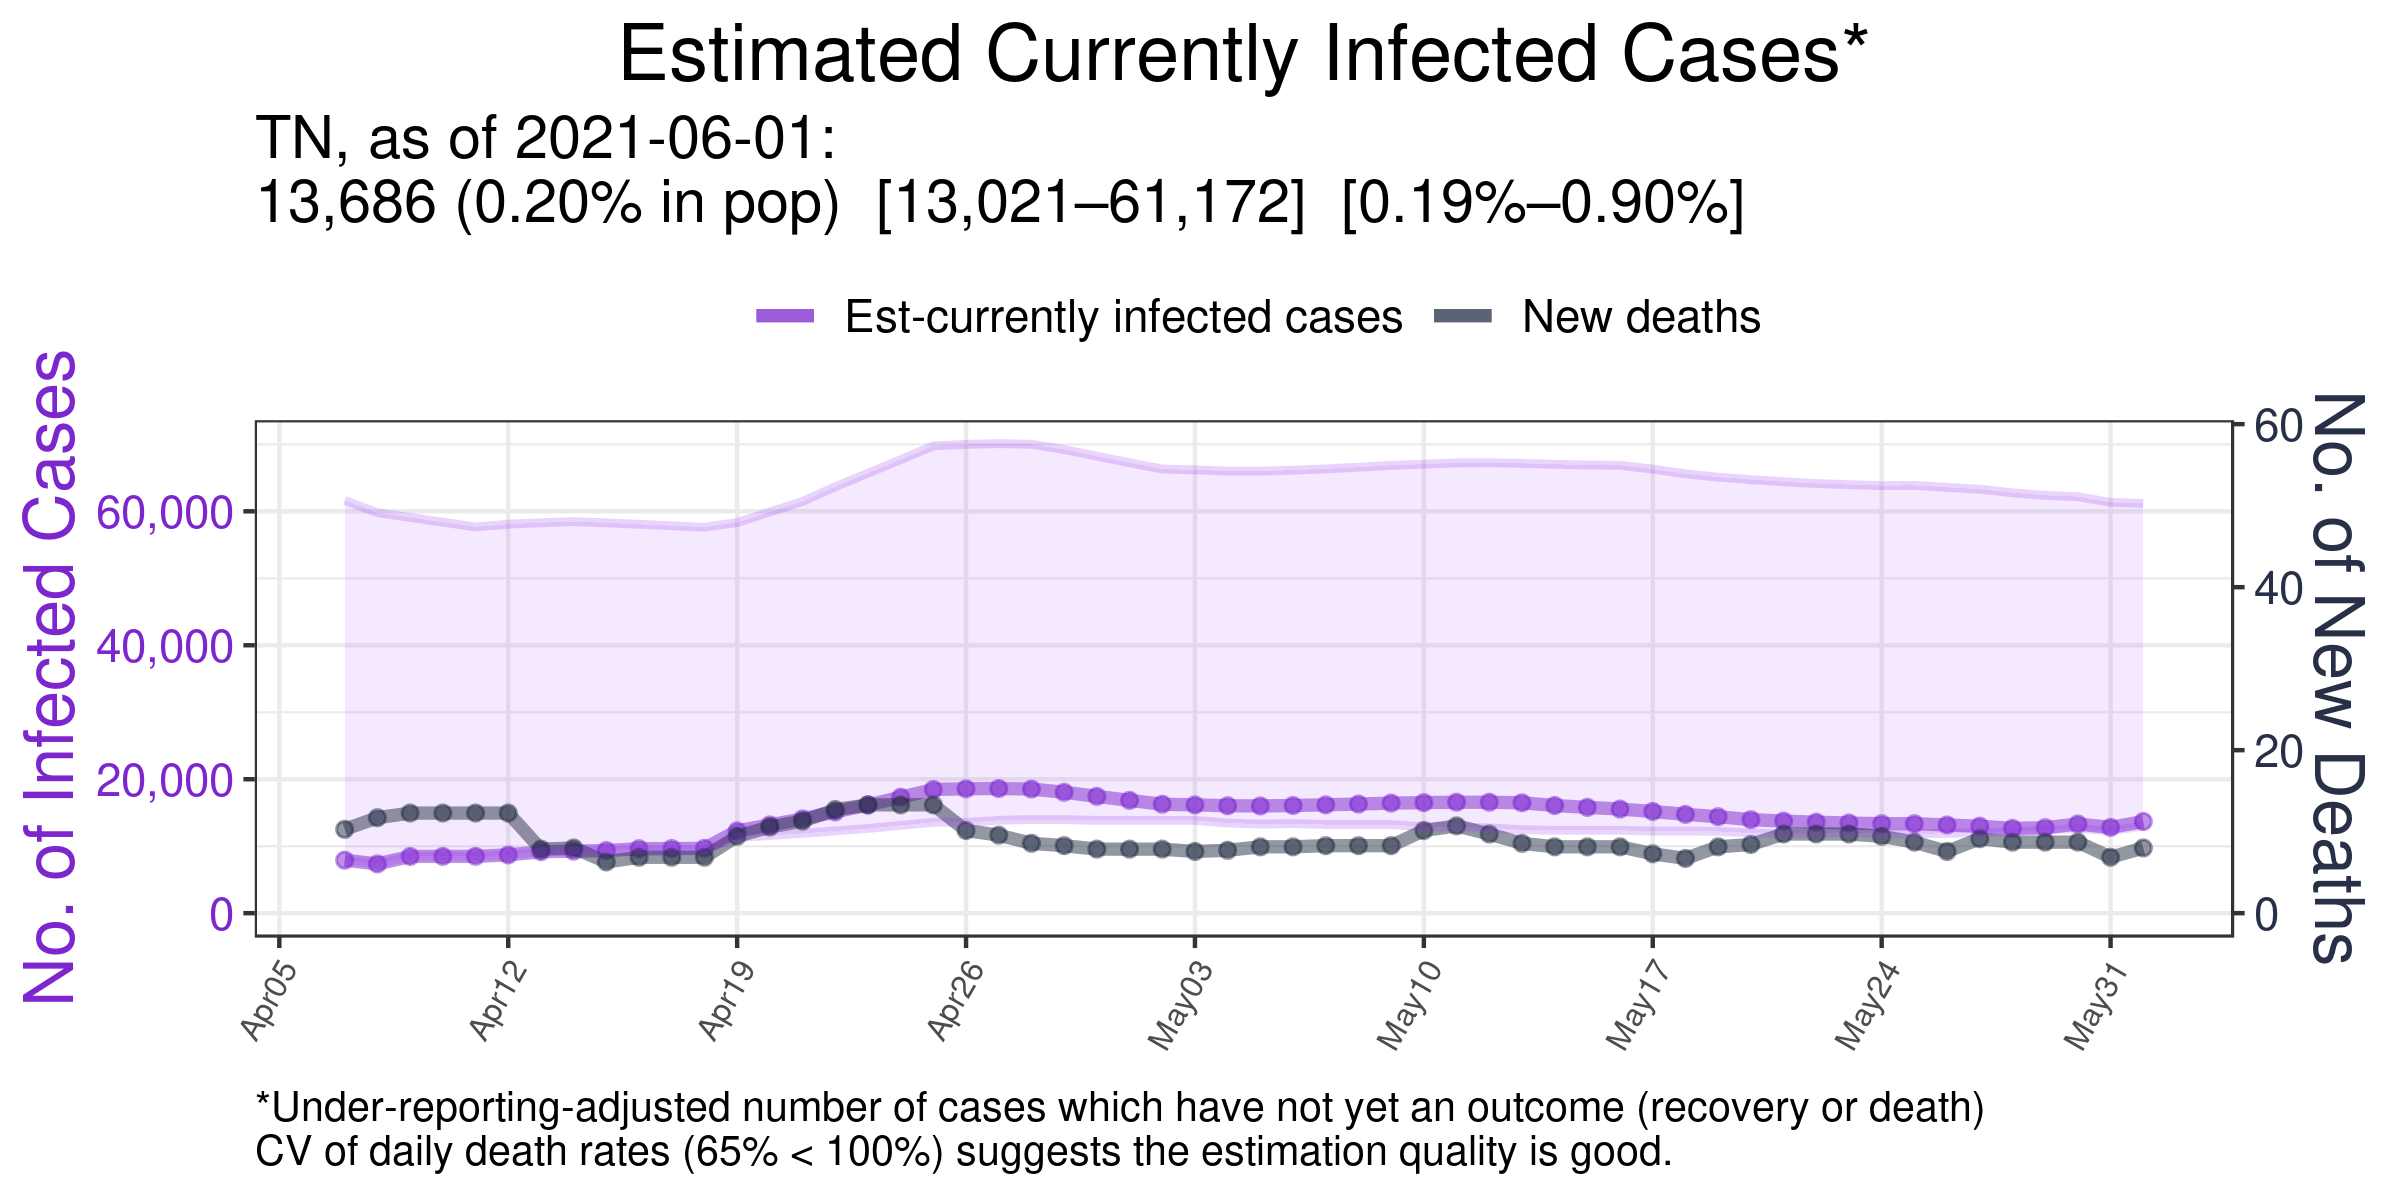 Estimated Currently Infected Cases*
TN, as of 2021-06-01:
13,686 (0.20% in pop)  [13,021–61,172]  [0.19%–0.90%]
Est-currently infected cases
New deaths
No. of Infected Cases
60,000
40,000
20,000
0
60
40
20
0
No. of New Deaths
Apr05
Apr12
Apr19
Apr26
May03
May10
May17
May24
May31
*Under-reporting-adjusted number of cases which have not yet an outcome (recovery or death)
CV of daily death rates (65% < 100%) suggests the estimation quality is good.